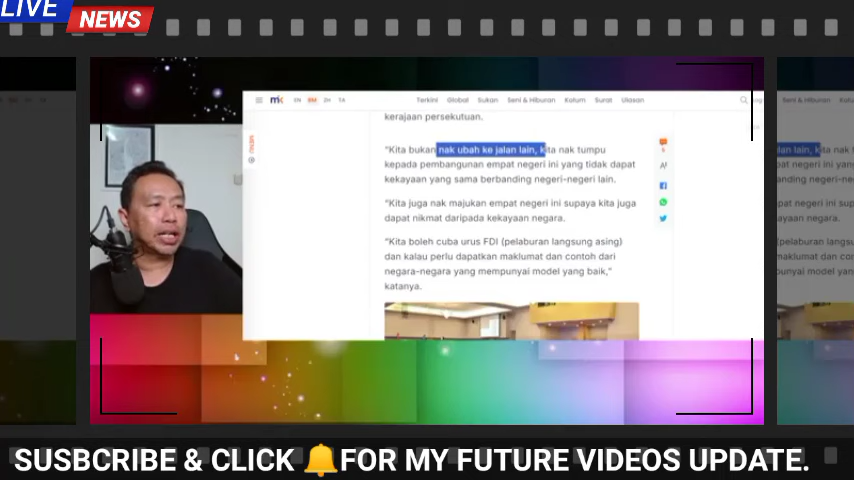 LIVE
NEWS
mk EN BM ZH TA Terkini Global Sukan Seni & Hiburan Kolum Surat Ulasan
kerajaan persekutuan.
"Kita bukan nak ubah ke jalan lain, kita nak tumpu
kepada pembangunan empat negeri ini yang tidak dapat
kekayaan yang sama berbanding negeri-negeri lain.
"Kita juga nak majukan empat negeri ini supaya kita juga
dapat nikmat daripada kekayaan negara.
"Kita boleh cuba urus FDI (pelaburan langsung asing)
dan kalau perlu dapatkan maklumat dan contoh dari
negara-negara yang mempunyai model yang baik,"
katanya.
SUSBCRIBE & CLICK 🔔FOR MY FUTURE VIDEOS UPDATE.